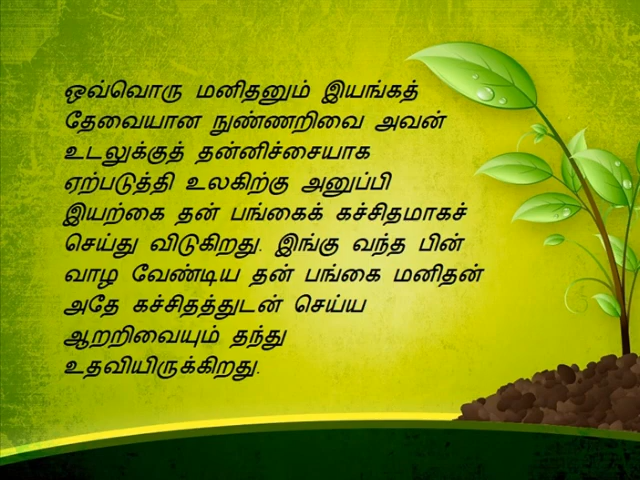 ஒவ்வொரு மனிதனும் இயங்கத்
தேவையான நுண்ணறிவை அவன்
உடலுக்குத் தன்னிச்சையாக
ஏற்படுத்தி உலகிற்கு அனுப்பி
இயற்கை தன் பங்கைக் கச்சிதமாகச்
செய்து விடுகிறது. இங்கு வந்த பின்
வாழ வேண்டிய தன் பங்கை மனிதன்
அதே கச்சிதத்துடன் செய்ய
ஆறறிவையும் தந்து
உதவியிருக்கிறது.